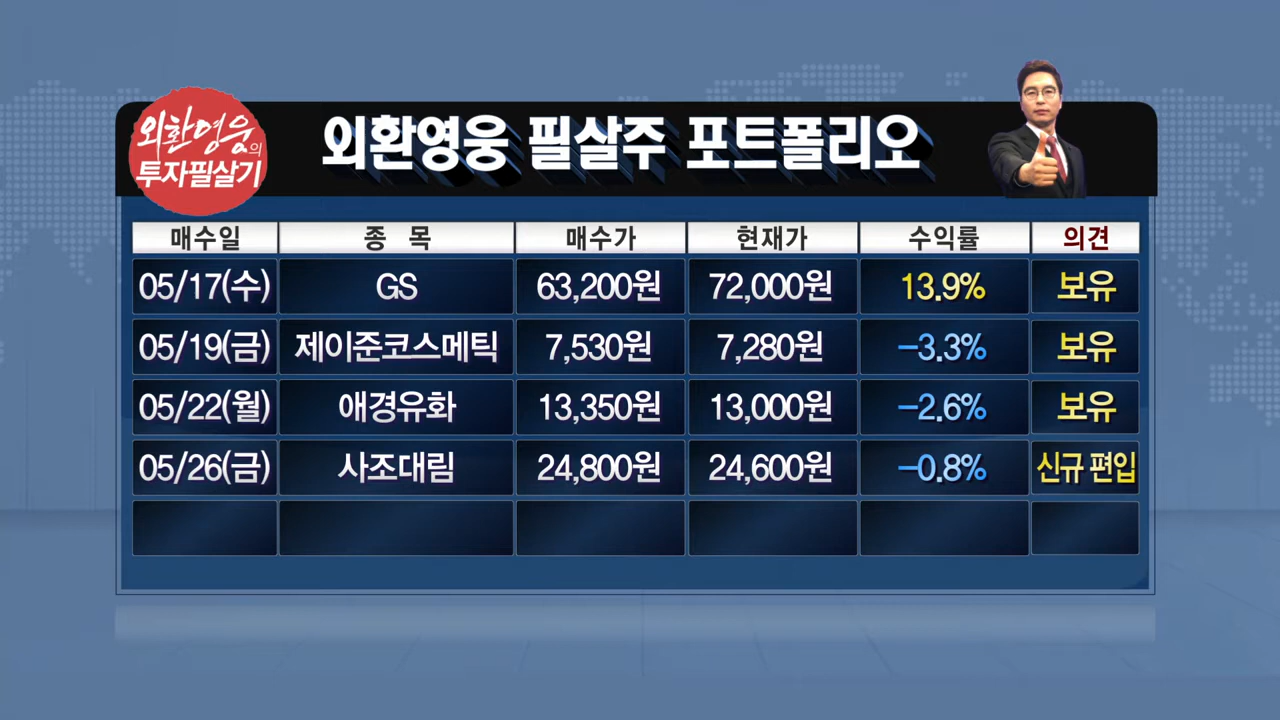 외환영웅의
투자필살기
외환영웅 필살주 포트폴리오
매수일 종 목 매수가 현재가 수익률 의견
05/17(수) GS 63,200원 72,000원 13.9% 보유
05/19(금) 제이준코스메틱 7,530원 7,280원 -3.3% 보유
05/22(월) 애경유화 13,350원 13,000원 -2.6% 보유
05/26(금) 사조대림 24,800원 24,600원 -0.8% 신규 편입